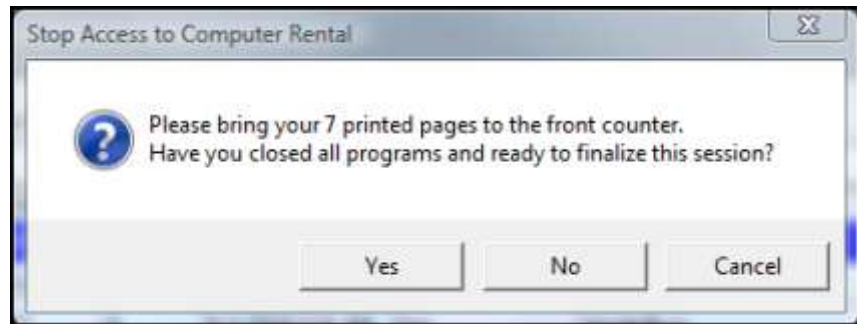 Stop Access to Computer Rental
Please bring your 7 printed pages to the front counter.
Have you closed all programs and ready to finalize this session?
Yes No Cancel